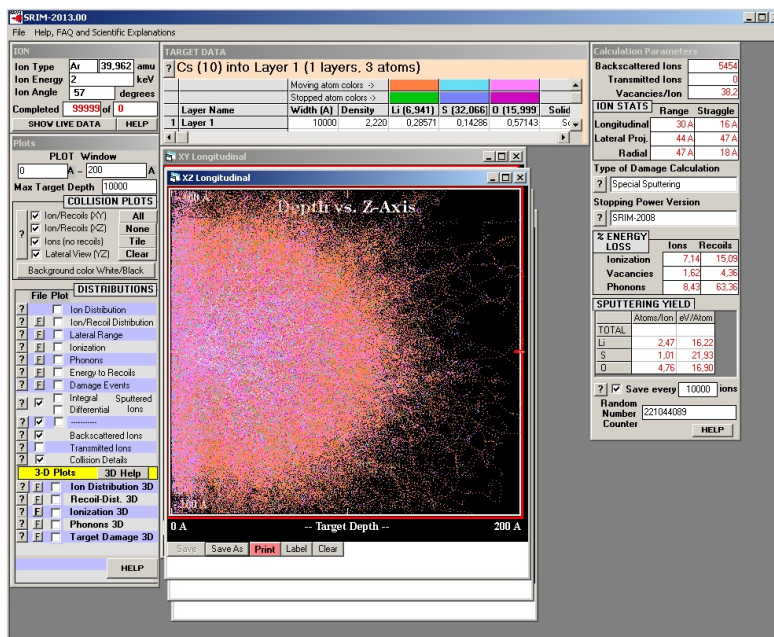 SRIM-2013.00
File Help, FAQ and Scientific Explanations
ION
Ion Type Ar 39,962 amu
Ion Energy 2 keV
Ion Angle 57 degrees
Completed 99999 of 0
SHOW LIVE DATA HELP
TARGET DATA
? Cs (10) into Layer 1 (1 layers, 3 atoms)
Moving atom colors ->
Stopped atom colors ->
Layer Name Width (A) Density Li (6,941) S (32,066) O (15,999 Solid
1 Layer 1 10000 2,220 0,28571 0,14286 0,57143
Calculation Parameters
Backscattered Ions 5454
Transmitted Ions 0
Vacancies/Ion 38,2
ION STATS Range Straggle
Longitudinal 30 A 16 A
Lateral Proj. 44 A 47 A
Radial 47 A 18 A
Type of Damage Calculation
? Special Sputtering
Stopping Power Version
? SRIM-2008
% ENERGY LOSS Ions Recoils
Ionization 7,14 15,09
Vacancies 1,62 4,36
Phonons 8,43 63,36
SPUTTERING YIELD
Atoms/Ion eV/Atom
TOTAL
Li 2,47 16,22
S 1,01 21,93
O 4,76 16,90
? Save every 10000 ions
Random Number Counter 221044089
HELP
Plots
PLOT Window
0 A - 200 A
Max Target Depth 10000
COLLISION PLOTS
? Ion/Recoils (XY) All
Ion/Recoils (XZ) None
Ions (no recoils) Tile
Lateral View (YZ) Clear
Background color White/Black
DISTRIBUTIONS
File Plot
? Ion Distribution
? F Ion/Recoil Distribution
? F Lateral Range
? F Ionization
? F Phonons
? F Energy to Recoils
? F Damage Events
? Integral Sputtered
Differential Ions
? -----------
? Backscattered Ions
? Transmitted Ions
? Collision Details
3-D Plots 3D Help
? F Ion Distribution 3D
? F Recoil-Dist. 3D
? F Ionization 3D
? F Phonons 3D
? F Target Damage 3D
HELP
XY Longitudinal
XZ Longitudinal
Depth vs. Z-Axis
0 A -- Target Depth -- 200 A
Save Save As Print Label Clear